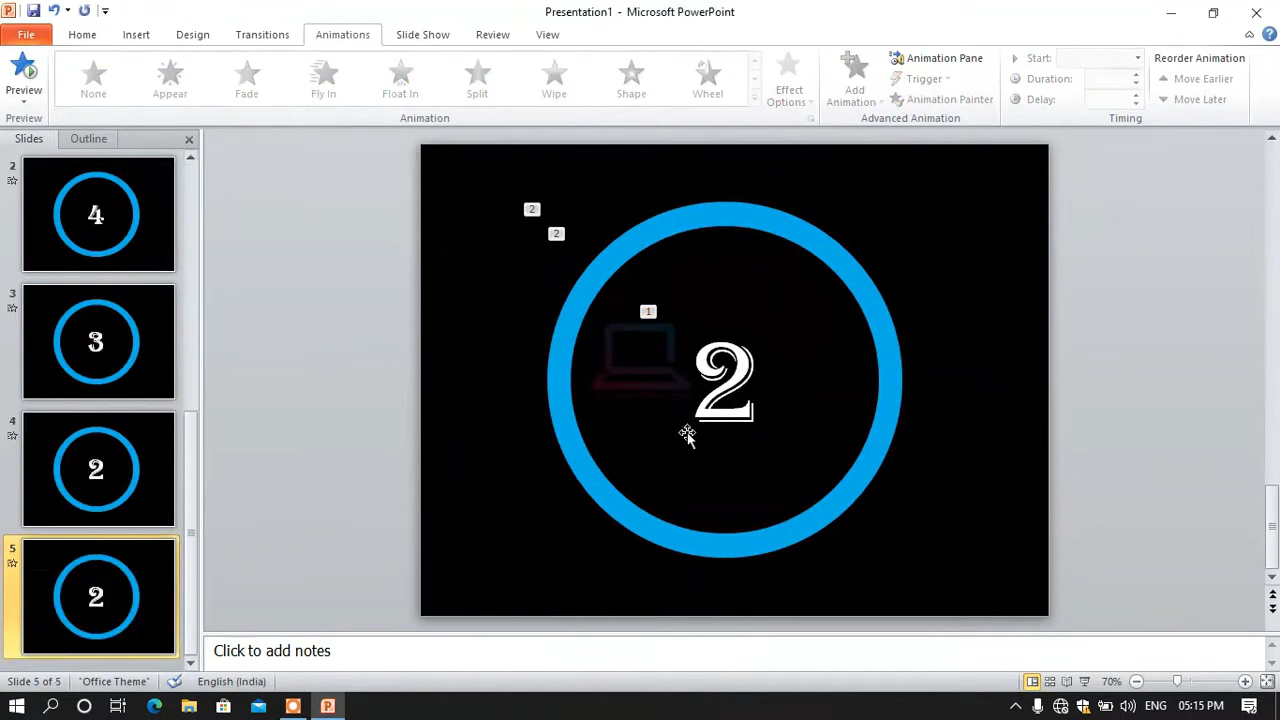 Presentation1 - Microsoft PowerPoint
File Home Insert Design Transitions Animations Slide Show Review View
Preview None Appear Fade Fly In Float In Split Wipe Shape Wheel Effect Options Add Animation Animation Pane Trigger Animation Painter Start: Duration: Delay: Reorder Animation Move Earlier Move Later
Preview Animation Advanced Animation Timing
Slides Outline
2
4
3
3
4
2
5
2
2
2
1
2
Click to add notes
Slide 5 of 5 "Office Theme" English (India) 70%
ENG 05:15 PM